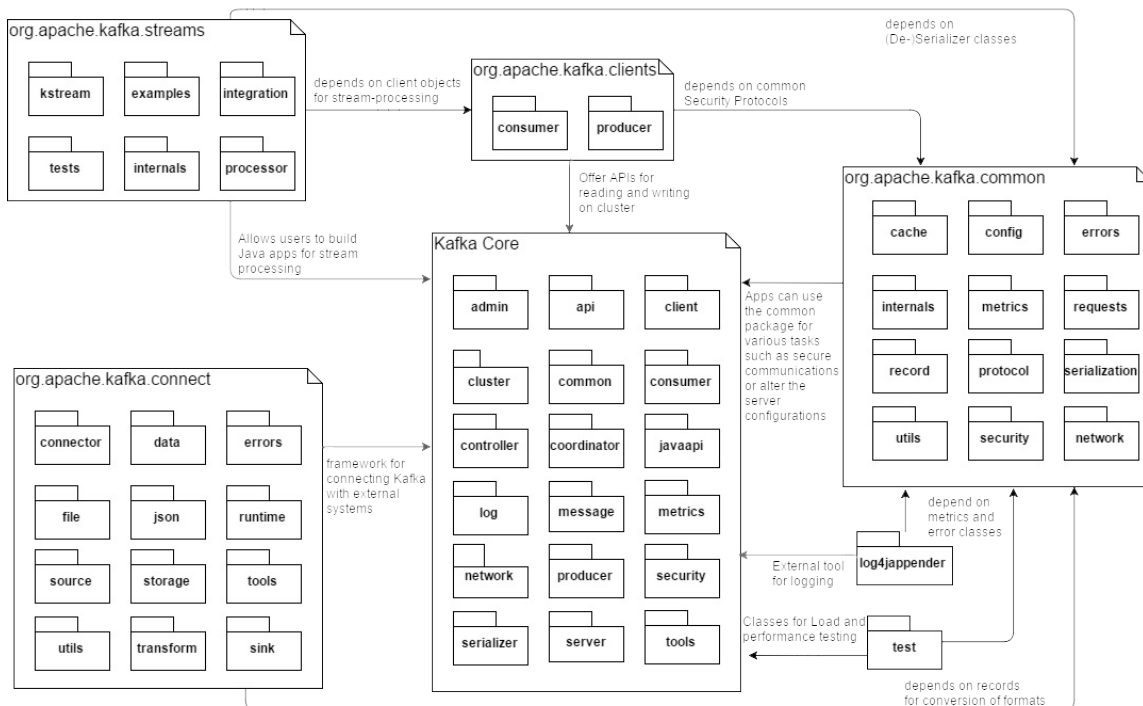 org.apache.kafka.streams
kstream
examples
integration
tests
internals
processor
depends on client objects
for stream-processing
org.apache.kafka.clients
consumer
producer
depends on
(De-)Serializer classes
depends on common
Security Protocols
Offer APIs for
reading and writing
on cluster
Allows users to build
Java apps for stream
processing
org.apache.kafka.common
cache
config
errors
internals
metrics
requests
record
protocol
serialization
utils
security
network
Kafka Core
admin
api
client
cluster
common
consumer
controller
coordinator
javaapi
log
message
metrics
network
producer
security
serializer
server
tools
Apps can use
the common
package for
various tasks
such as secure
communications
or alter the
server
configurations
org.apache.kafka.connect
connector
data
errors
file
json
runtime
source
storage
tools
utils
transform
sink
framework for
connecting Kafka
with external
systems
depend on
metrics and
error classes
log4jappender
External tool
for logging
Classes for Load and
performance testing
test
depends on records
for conversion of formats